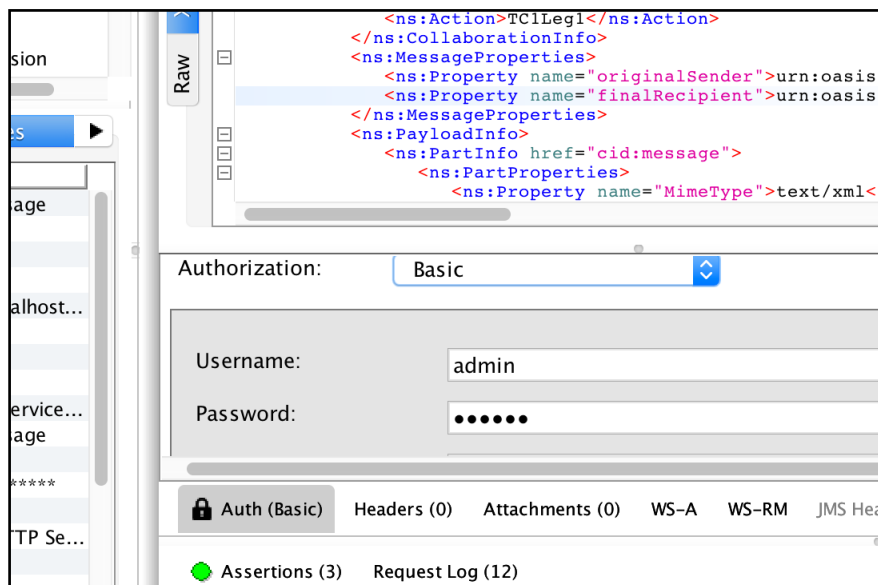 <ns:Action>TC1Leg1</ns:Action>
</ns:CollaborationInfo>
<ns:MessageProperties>
<ns:Property name="originalSender">urn:oasis
<ns:Property name="finalRecipient">urn:oasis
</ns:MessageProperties>
<ns:PayloadInfo>
<ns:PartInfo href="cid:message">
<ns:PartProperties>
<ns:Property name="MimeType">text/xml<
Raw
sion
es
sage
alhost...
ervice...
sage
*****
TTP Se...
Authorization: Basic
Username: admin
Password: ••••••
Auth (Basic) Headers (0) Attachments (0) WS-A WS-RM JMS Hea
Assertions (3) Request Log (12)